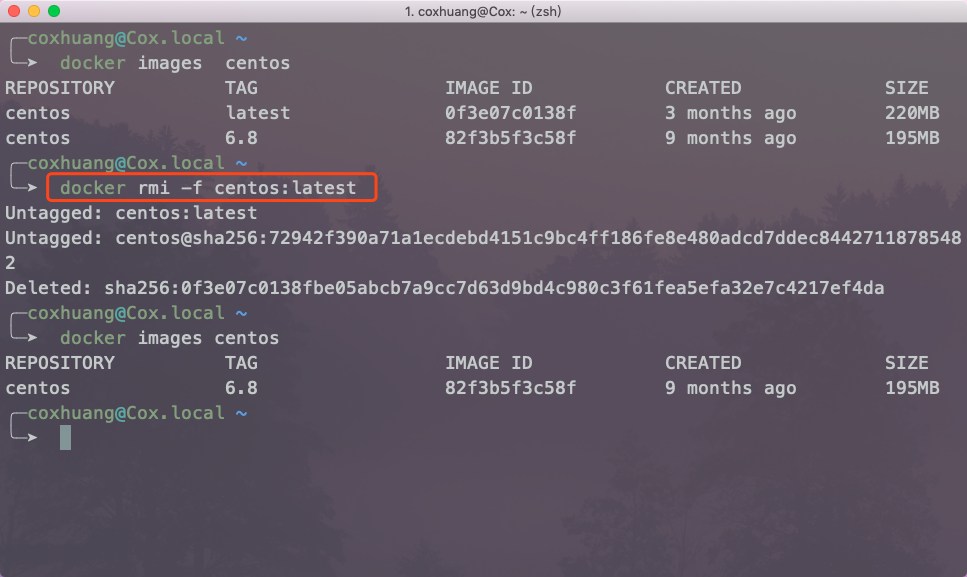 1. coxhuang@Cox: ~ (zsh)
coxhuang@Cox.local ~
docker images  centos
REPOSITORY          TAG                 IMAGE ID            CREATED             SIZE
centos              latest              0f3e07c0138f        3 months ago        220MB
centos              6.8                 82f3b5f3c58f        9 months ago        195MB
coxhuang@Cox.local ~
docker rmi -f centos:latest
Untagged: centos:latest
Untagged: centos@sha256:72942f390a71a1ecdebd4151c9bc4ff186fe8e480adcd7ddec8442711878548
2
Deleted: sha256:0f3e07c0138fbe05abcb7a9cc7d63d9bd4c980c3f61fea5efa32e7c4217ef4da
coxhuang@Cox.local ~
docker images centos
REPOSITORY          TAG                 IMAGE ID            CREATED             SIZE
centos              6.8                 82f3b5f3c58f        9 months ago        195MB
coxhuang@Cox.local ~